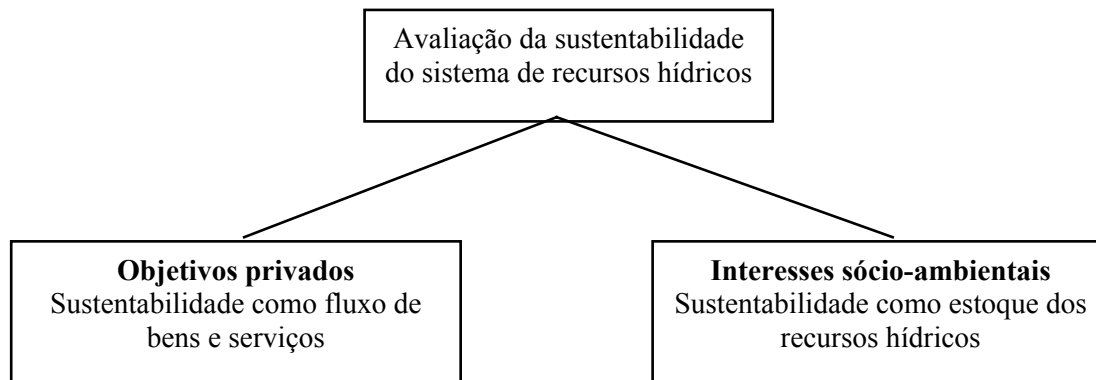 Avaliação da sustentabilidade
do sistema de recursos hídricos
Objetivos privados
Sustentabilidade como fluxo de
bens e serviços
Interesses sócio-ambientais
Sustentabilidade como estoque dos
recursos hídricos